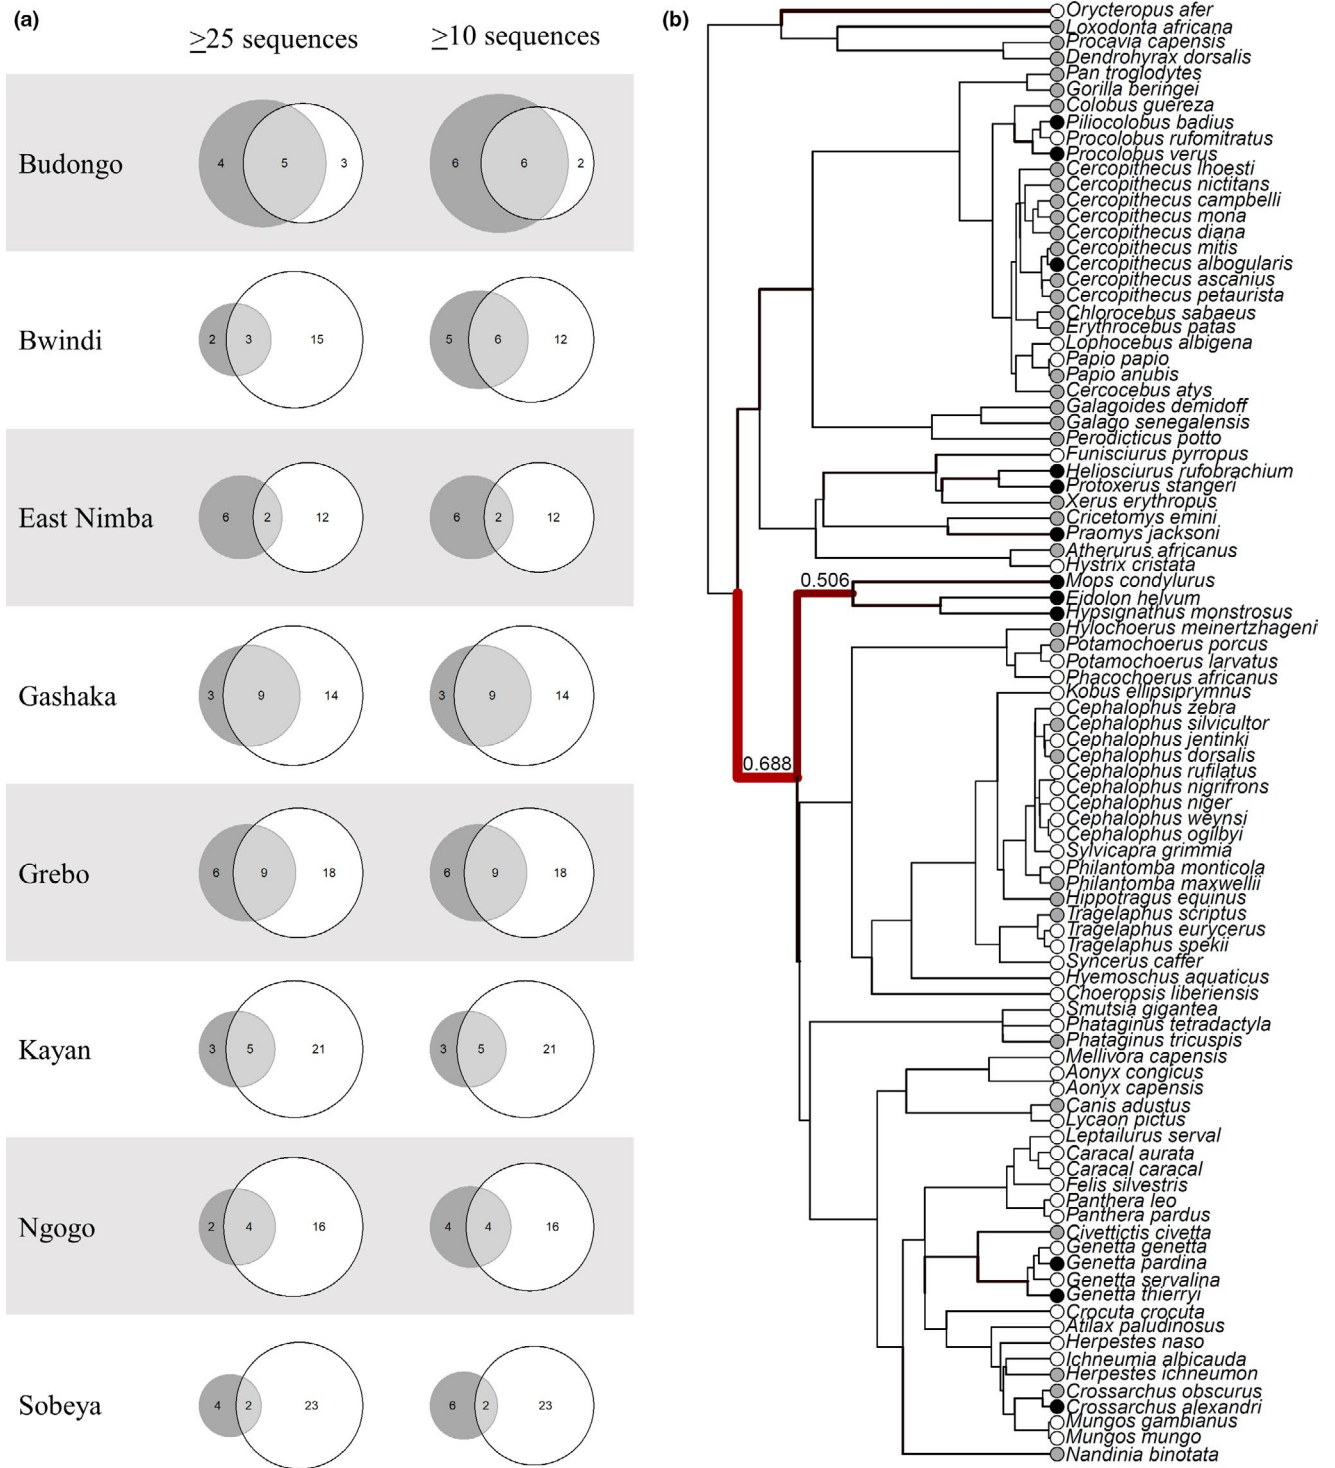 (a)
≥25 sequences
≥10 sequences
Budongo
4 5 3
6 6 2
Bwindi
2 3 15
5 6 12
East Nimba
6 2 12
6 2 12
Gashaka
3 9 14
3 9 14
Grebo
6 9 18
6 9 18
Kayan
3 5 21
3 5 21
Ngogo
2 4 16
4 4 16
Sobeya
4 2 23
6 2 23
(b)
Orycteropus afer
Loxodonta africana
Procavia capensis
Dendrohyrax dorsalis
Pan troglodytes
Gorilla beringei
Colobus guereza
Piliocolobus badius
Procolobus rufomitratus
Procolobus verus
Cercopithecus lhoesti
Cercopithecus nictitans
Cercopithecus campbelli
Cercopithecus mona
Cercopithecus diana
Cercopithecus mitis
Cercopithecus albogularis
Cercopithecus ascanius
Cercopithecus petaurista
Chlorocebus sabaeus
Erythrocebus patas
Lophocebus albigena
Papio papio
Papio anubis
Cercocebus atys
Galagoides demidoff
Galago senegalensis
Perodicticus potto
Funisciurus pyrropus
Heliosciurus rufobrachium
Protoxerus stangeri
Xerus erythropus
Cricetomys emini
Praomys jacksoni
Atherurus africanus
Hystrix cristata
Mops condylurus
0.506
Eidolon helvum
Hypsignathus monstrosus
Hylochoerus meinertzhageni
Potamochoerus porcus
Potamochoerus larvatus
Phacochoerus africanus
Kobus ellipsiprymnus
Cephalophus zebra
Cephalophus silvicultor
Cephalophus jentinki
Cephalophus dorsalis
0.688
Cephalophus rufilatus
Cephalophus nigrifrons
Cephalophus niger
Cephalophus weynsi
Cephalophus ogilbyi
Sylvicapra grimmia
Philantomba monticola
Philantomba maxwellii
Hippotragus equinus
Tragelaphus scriptus
Tragelaphus eurycerus
Tragelaphus spekii
Syncerus caffer
Hyemoschus aquaticus
Choeropsis liberiensis
Smutsia gigantea
Phataginus tetradactyla
Phataginus tricuspis
Mellivora capensis
Aonyx congicus
Aonyx capensis
Canis adustus
Lycaon pictus
Leptailurus serval
Caracal aurata
Caracal caracal
Felis silvestris
Panthera leo
Panthera pardus
Civettictis civetta
Genetta genetta
Genetta pardina
Genetta servalina
Genetta thierryi
Crocuta crocuta
Atilax paludinosus
Herpestes naso
Ichneumia albicauda
Herpestes ichneumon
Crossarchus obscurus
Crossarchus alexandri
Mungos gambianus
Mungos mungo
Nandinia binotata